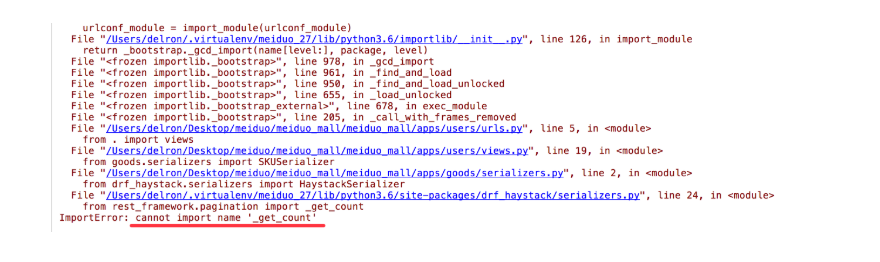 urlconf_module = import_module(urlconf_module)
File "/Users/delron/.virtualenv/meiduo_27/lib/python3.6/importlib/__init__.py", line 126, in import_module
return _bootstrap._gcd_import(name[level:], package, level)
File "<frozen importlib._bootstrap>", line 978, in _gcd_import
File "<frozen importlib._bootstrap>", line 961, in _find_and_load
File "<frozen importlib._bootstrap>", line 950, in _find_and_load_unlocked
File "<frozen importlib._bootstrap>", line 655, in _load_unlocked
File "<frozen importlib._bootstrap_external>", line 678, in exec_module
File "<frozen importlib._bootstrap>", line 205, in _call_with_frames_removed
File "/Users/delron/Desktop/meiduo/meiduo_mall/meiduo_mall/apps/users/urls.py", line 5, in <module>
from . import views
File "/Users/delron/Desktop/meiduo/meiduo_mall/meiduo_mall/apps/users/views.py", line 19, in <module>
from goods.serializers import SKUSerializer
File "/Users/delron/Desktop/meiduo/meiduo_mall/meiduo_mall/apps/goods/serializers.py", line 2, in <module>
from drf_haystack.serializers import HaystackSerializer
File "/Users/delron/.virtualenv/meiduo_27/lib/python3.6/site-packages/drf_haystack/serializers.py", line 24, in <module>
from rest_framework.pagination import _get_count
ImportError: cannot import name '_get_count'